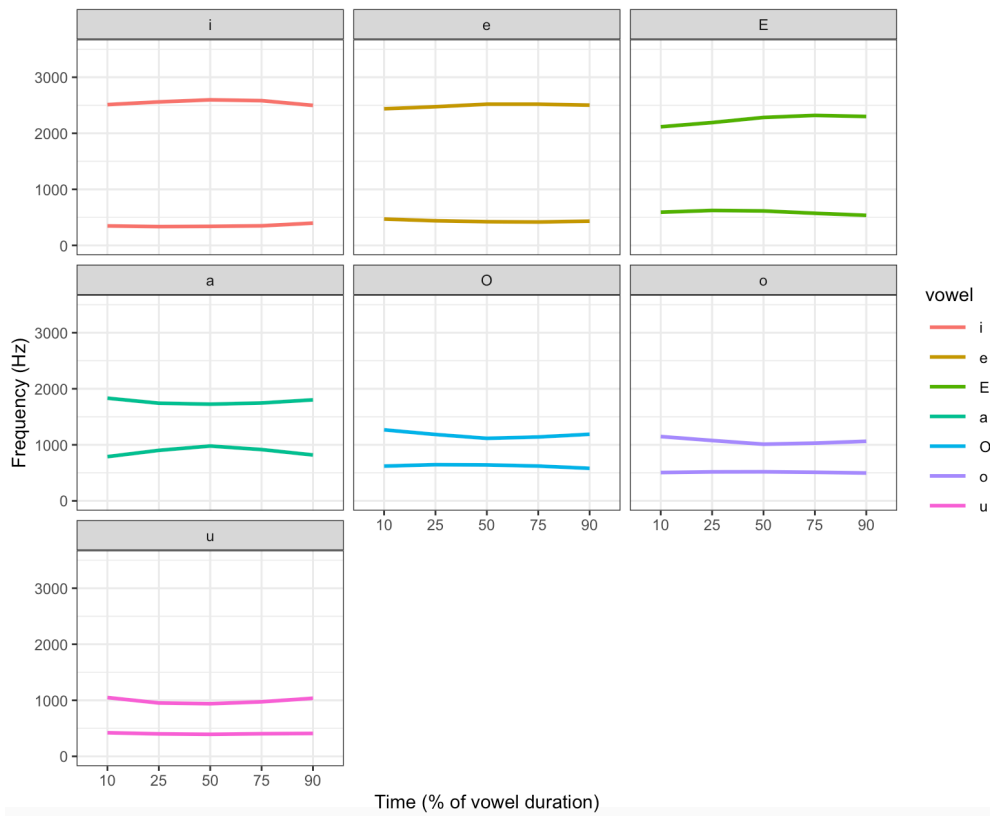 i e E
3000
2000
1000
0
a O o
3000
2000
1000
0
10 25 50 75 90 10 25 50 75 90
u
3000
2000
1000
0
10 25 50 75 90
Frequency (Hz)
Time (% of vowel duration)
vowel
i
e
E
a
O
o
u